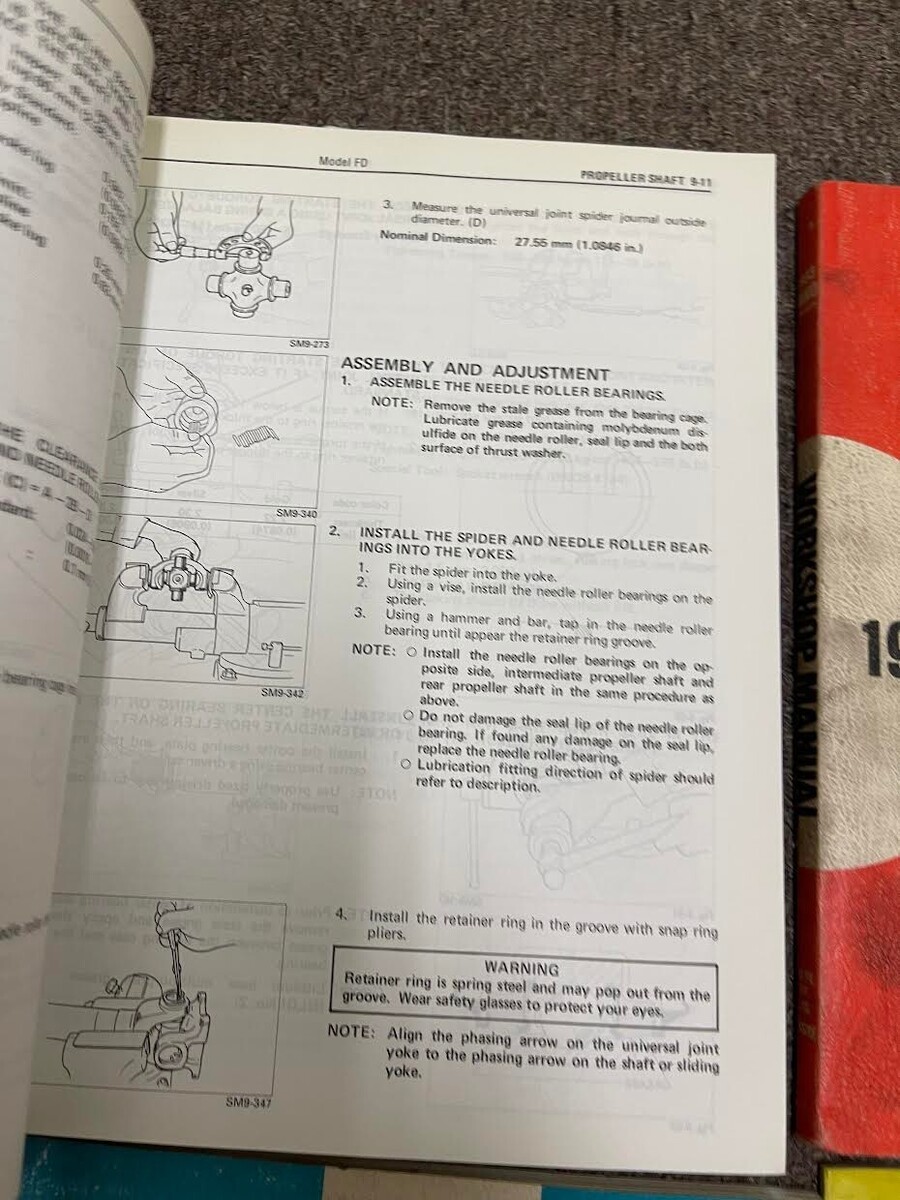 Model FD
PROPELLER SHAFT 9-11
3. Measure the universal joint spider journal outside
diameter. (D)
Nominal Dimension: 27.55 mm (1.0846 in.)
SM9-273
ASSEMBLY AND ADJUSTMENT
1. ASSEMBLE THE NEEDLE ROLLER BEARINGS.
NOTE: Remove the stale grease from the bearing cage.
Lubricate grease containing molybdenum dis-
ulfide on the needle roller, seal lip and the both
surface of thrust washer.
SM9-340
2. INSTALL THE SPIDER AND NEEDLE ROLLER BEAR-
INGS INTO THE YOKES.
1. Fit the spider into the yoke.
2. Using a vise, install the needle roller bearings on the
spider.
3. Using a hammer and bar, tap in the needle roller
bearing until appear the retainer ring groove.
NOTE: ○ Install the needle roller bearings on the op-
posite side, intermediate propeller shaft and
rear propeller shaft in the same procedure as
above.
○ Do not damage the seal lip of the needle roller
bearing. If found any damage on the seal lip,
replace the needle roller bearing.
○ Lubrication fitting direction of spider should
refer to description.
SM9-342
4. Install the retainer ring in the groove with snap ring
pliers.
WARNING
Retainer ring is spring steel and may pop out from the
groove. Wear safety glasses to protect your eyes.
NOTE: Align the phasing arrow on the universal joint
yoke to the phasing arrow on the shaft or sliding
yoke.
SM9-347
THE CLEARANCE
AND NEEDLE
(C) = A - 2B - D
bearing cage
WORKSHOP MANUAL
19